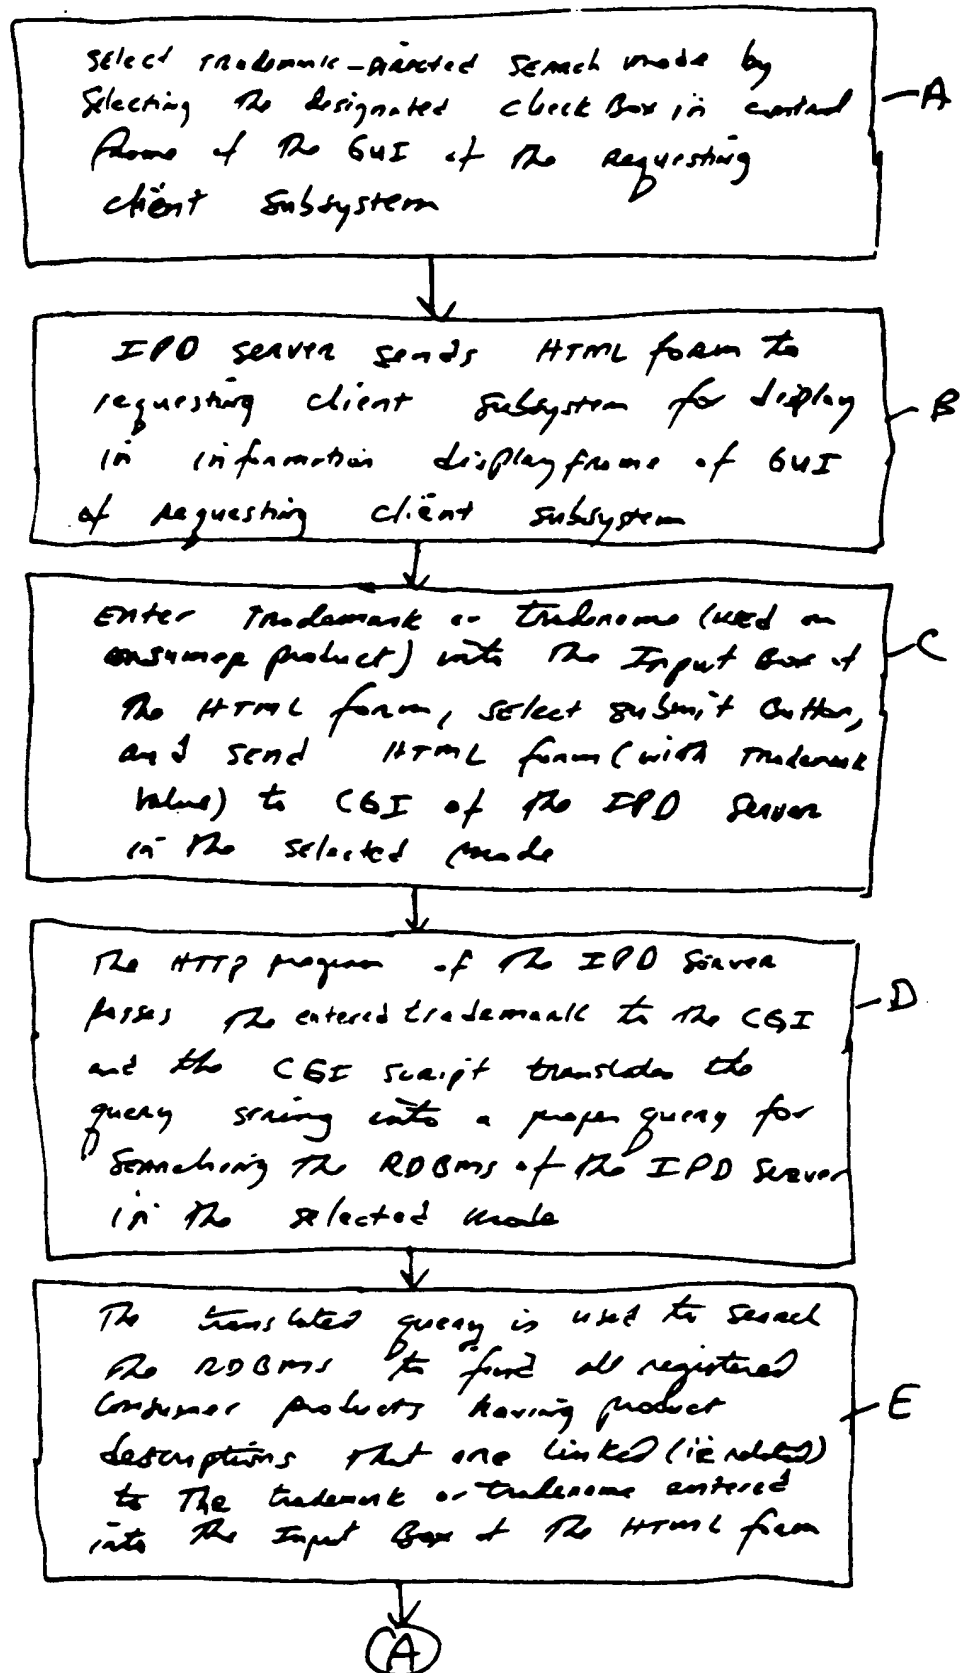 Select Trademark-Directed Search mode by
Selecting the designated check Box in control
frame of the GUI of the requesting
client Subsystem
A
IPD server sends HTML form to
requesting client subsystem for display
in information display frame of GUI
of requesting client subsystem
B
Enter Trademark or tradename (used on
consumer product) into the Input Box of
the HTML form, select submit Button,
and send HTML form (with Trademark
value) to CGI of the IPD Server
in the selected mode
C
The HTTP program of the IPD Server
passes the entered trademark to the CGI
and the CGI script translates the
query string into a proper query for
Searching the RDBMS of the IPD Server
in the selected mode
D
The translated query is used to search
the RDBMS to find all registered
Consumer products having product
descriptions that are linked (ie related)
to The trademark or tradename entered
into The Input Box of The HTML form
E
A